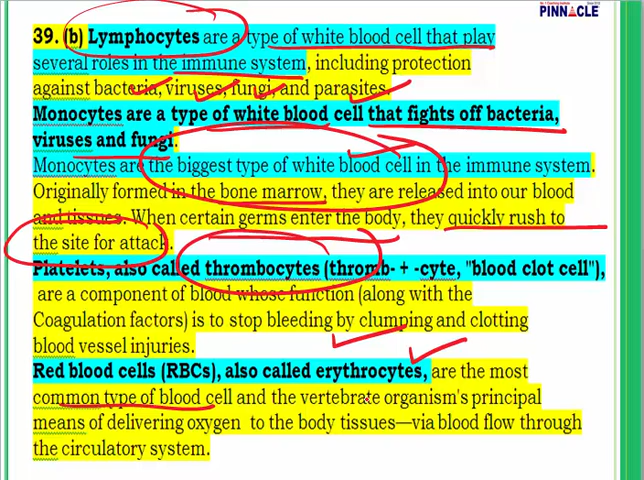 PINNACLE
39. (b) Lymphocytes are a type of white blood cell that play
several roles in the immune system, including protection
against bacteria, viruses, fungi, and parasites.
Monocytes are a type of white blood cell that fights off bacteria,
viruses and fungi.
Monocytes are the biggest type of white blood cell in the immune system.
Originally formed in the bone marrow, they are released into our blood
and tissues. When certain germs enter the body, they quickly rush to
the site for attack.
Platelets, also called thrombocytes (thromb- + -cyte, "blood clot cell"),
are a component of blood whose function (along with the
Coagulation factors) is to stop bleeding by clumping and clotting
blood vessel injuries.
Red blood cells (RBCs), also called erythrocytes, are the most
common type of blood cell and the vertebrate organism's principal
means of delivering oxygen to the body tissues—via blood flow through
the circulatory system.